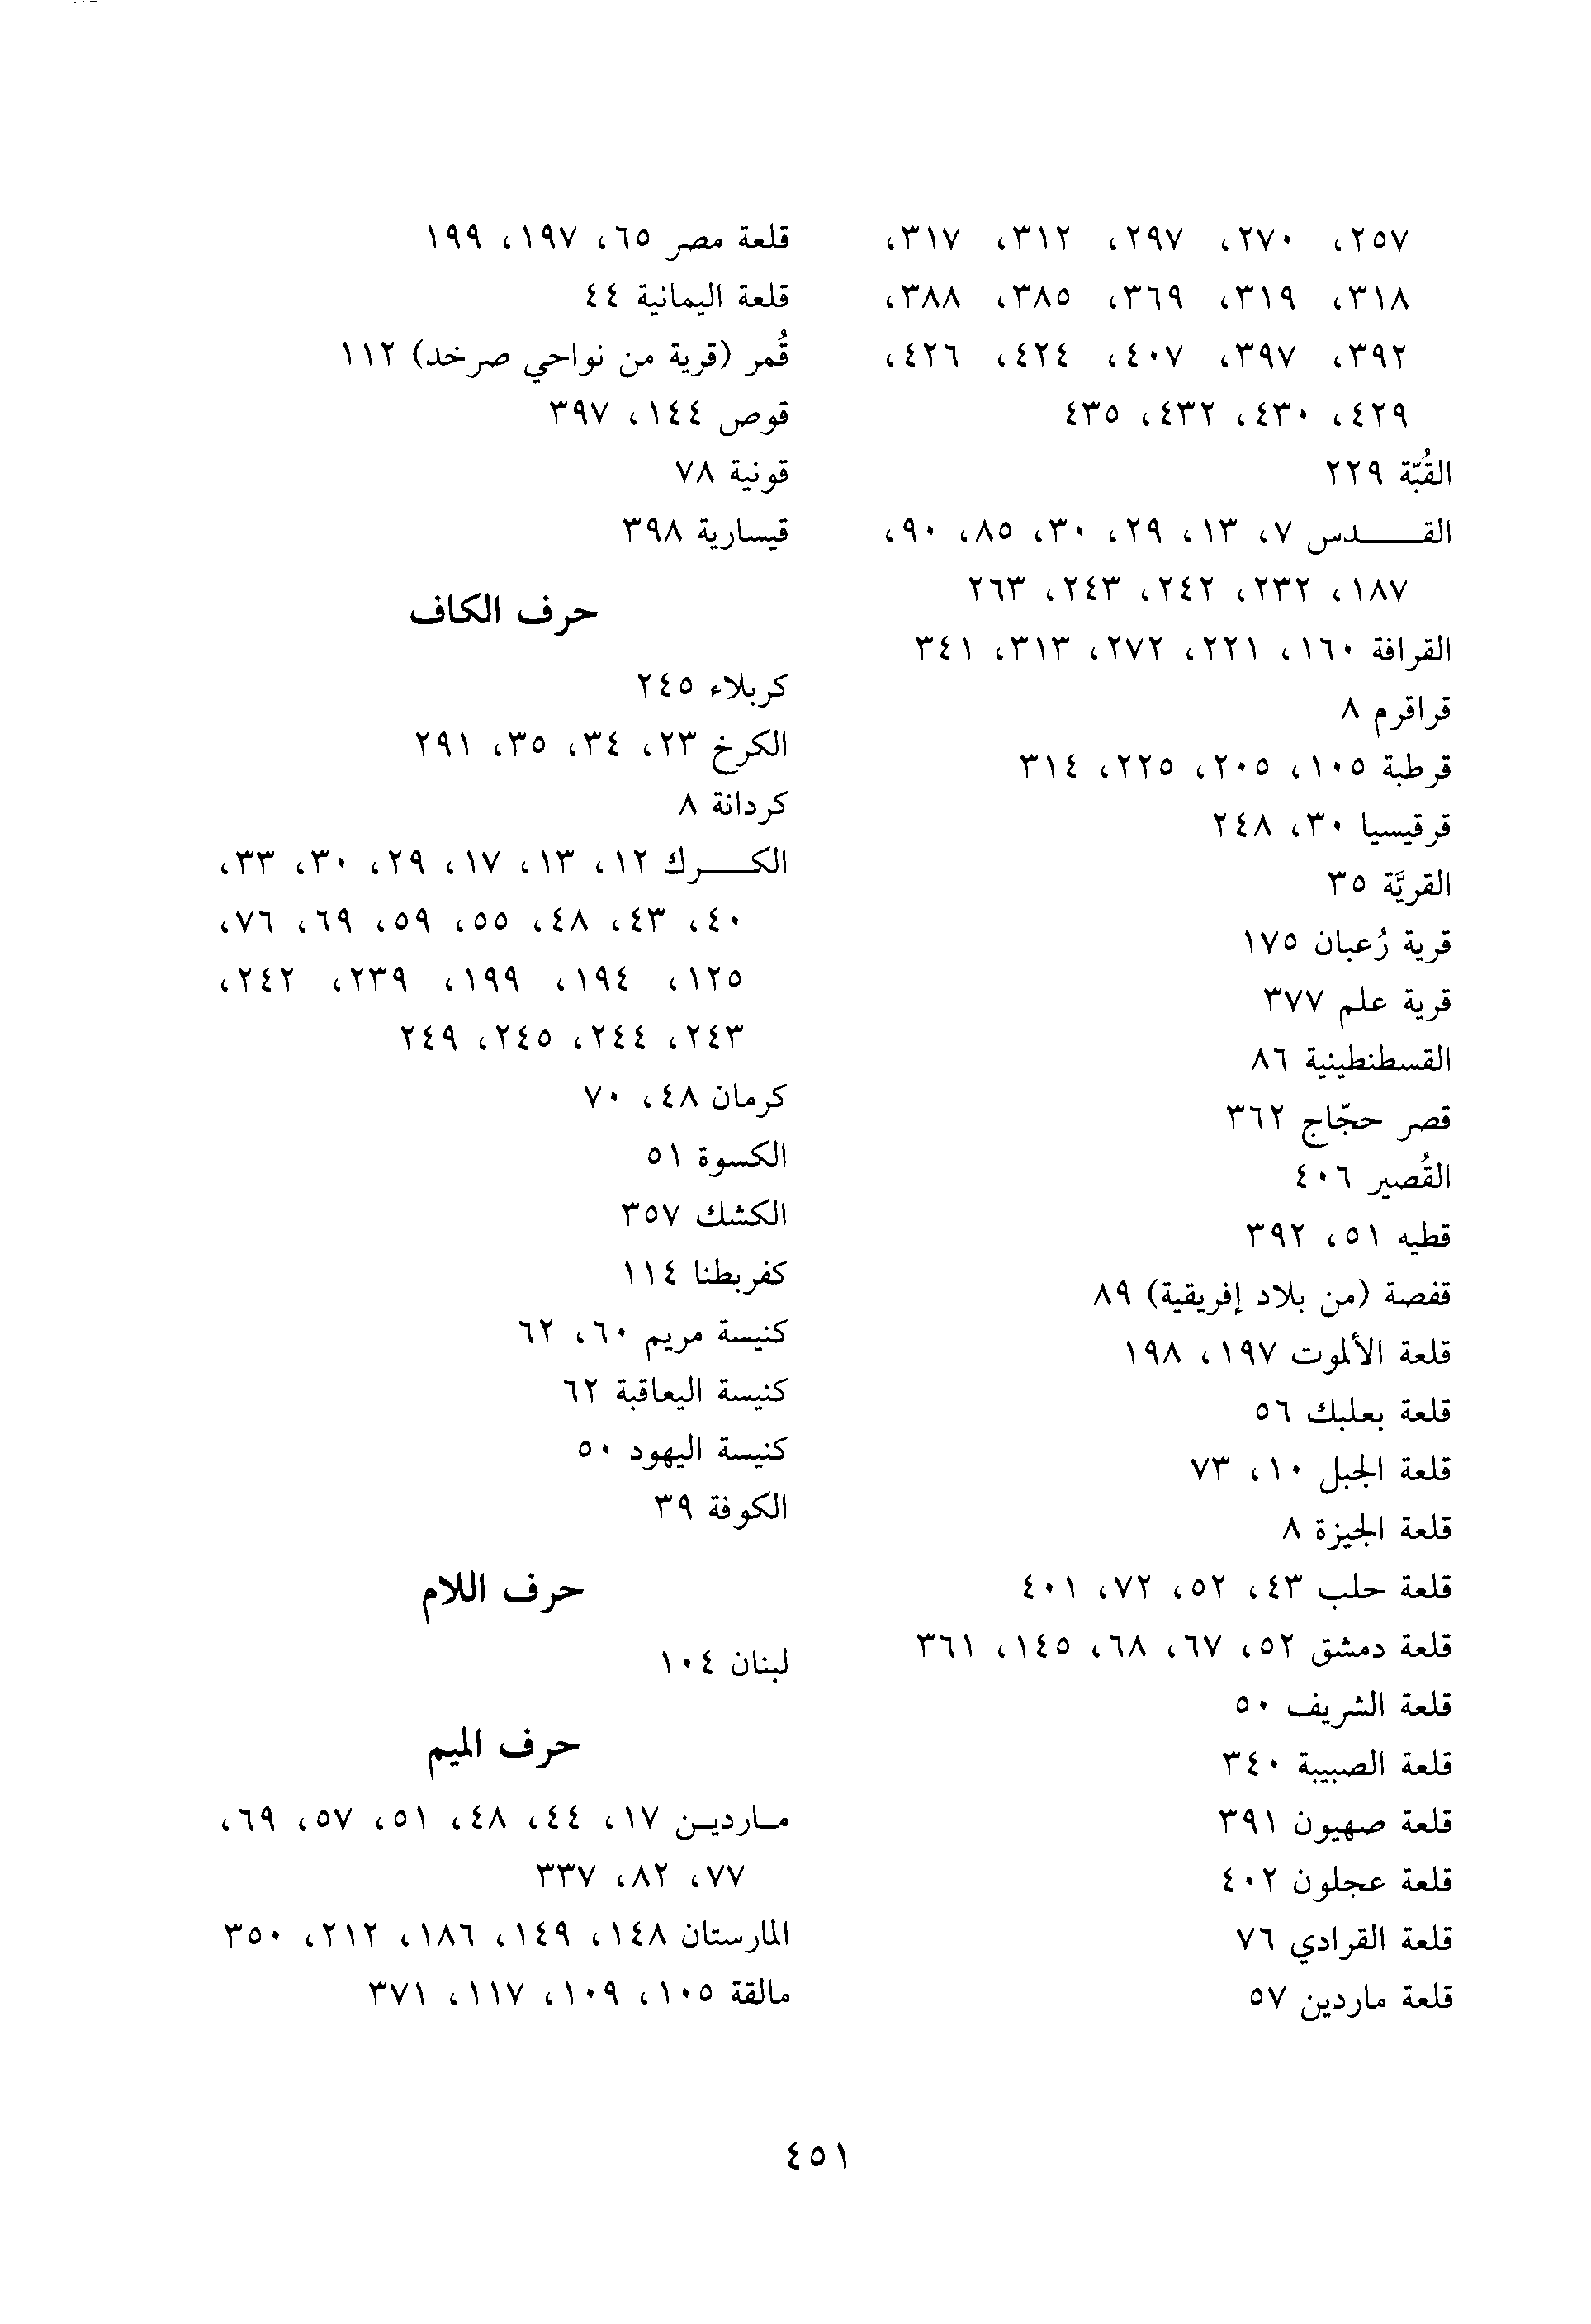 ٢٥٧، ٢٧٠، ٢٩٧، ٣١٢، ٣١٧،
٣١٨، ٣١٩، ٣٦٩، ٣٨٥، ٣٨٨،
٣٩٢، ٣٩٧، ٤٠٧، ٤٢٤، ٤٢٦،
٤٢٩، ٤٣٠، ٤٣٢، ٤٣٥
القُبّة ٢٢٩
القـــدس ٧، ١٣، ٢٩، ٣٠، ٨٥، ٩٠،
١٨٧، ٢٣٢، ٢٤٢، ٢٤٣، ٢٦٣
القرافة ١٦٠، ٢٢١، ٢٧٢، ٣١٣، ٣٤١
قراقرم ٨
قرطبة ١٠٥، ٢٠٥، ٢٢٥، ٣١٤
قرقيسيا ٣٠، ٢٤٨
القريَّة ٣٥
قرية رُعبان ١٧٥
قرية علم ٣٧٧
القسطنطينية ٨٦
قصر حجّاج ٣٦٢
القُصير ٤٠٦
قطيه ٥١، ٣٩٢
قفصة (من بلاد إفريقية) ٨٩
قلعة الألموت ١٩٧، ١٩٨
قلعة بعلبك ٥٦
قلعة الجبل ١٠، ٧٣
قلعة الجيزة ٨
قلعة حلب ٤٣، ٥٢، ٧٢، ٤٠١
قلعة دمشق ٥٢، ٦٧، ٦٨، ١٤٥، ٣٦١
قلعة الشريف ٥٠
قلعة الصبيبة ٣٤٠
قلعة صهيون ٣٩١
قلعة عجلون ٤٠٢
قلعة القرادي ٧٦
قلعة ماردين ٥٧
قلعة مصر ٦٥، ١٩٧، ١٩٩
قلعة اليمانية ٤٤
قُمر (قرية من نواحي صرخد) ١١٢
قوص ١٤٤، ٣٩٧
قونية ٧٨
قيسارية ٣٩٨
حرف الكاف
كربلاء ٢٤٥
الكرخ ٢٣، ٣٤، ٣٥، ٢٩١
كردانة ٨
الكـــرك ١٢، ١٣، ١٧، ٢٩، ٣٠، ٣٣،
٤٠، ٤٣، ٤٨، ٥٥، ٥٩، ٦٩، ٧٦،
١٢٥، ١٩٤، ١٩٩، ٢٣٩، ٢٤٢،
٢٤٣، ٢٤٤، ٢٤٥، ٢٤٩
كرمان ٤٨، ٧٠
الكسوة ٥١
الكشك ٣٥٧
كفربطنا ١١٤
كنيسة مريم ٦٠، ٦٢
كنيسة اليعاقبة ٦٢
كنيسة اليهود ٥٠
الكوفة ٣٩
حرف اللام
لبنان ١٠٤
حرف الميم
مـارديـن ١٧، ٤٤، ٤٨، ٥١، ٥٧، ٦٩،
٧٧، ٨٢، ٣٣٧
المارستان ١٤٨، ١٤٩، ١٨٦، ٢١٢، ٣٥٠
مالقة ١٠٥، ١٠٩، ١١٧، ٣٧١
٤٥١